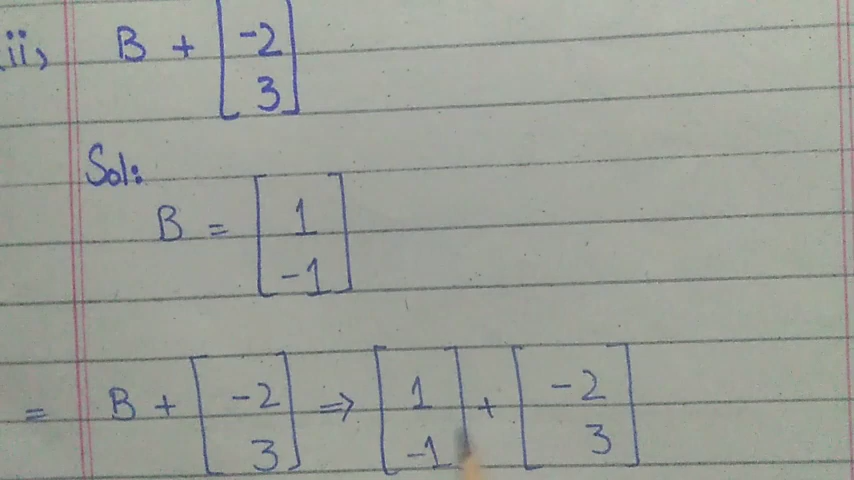 ii, B + [-2
3]
Sol:
B = [1
-1]
= B + [-2
3] ⇒ [1
-1] + [-2
3]